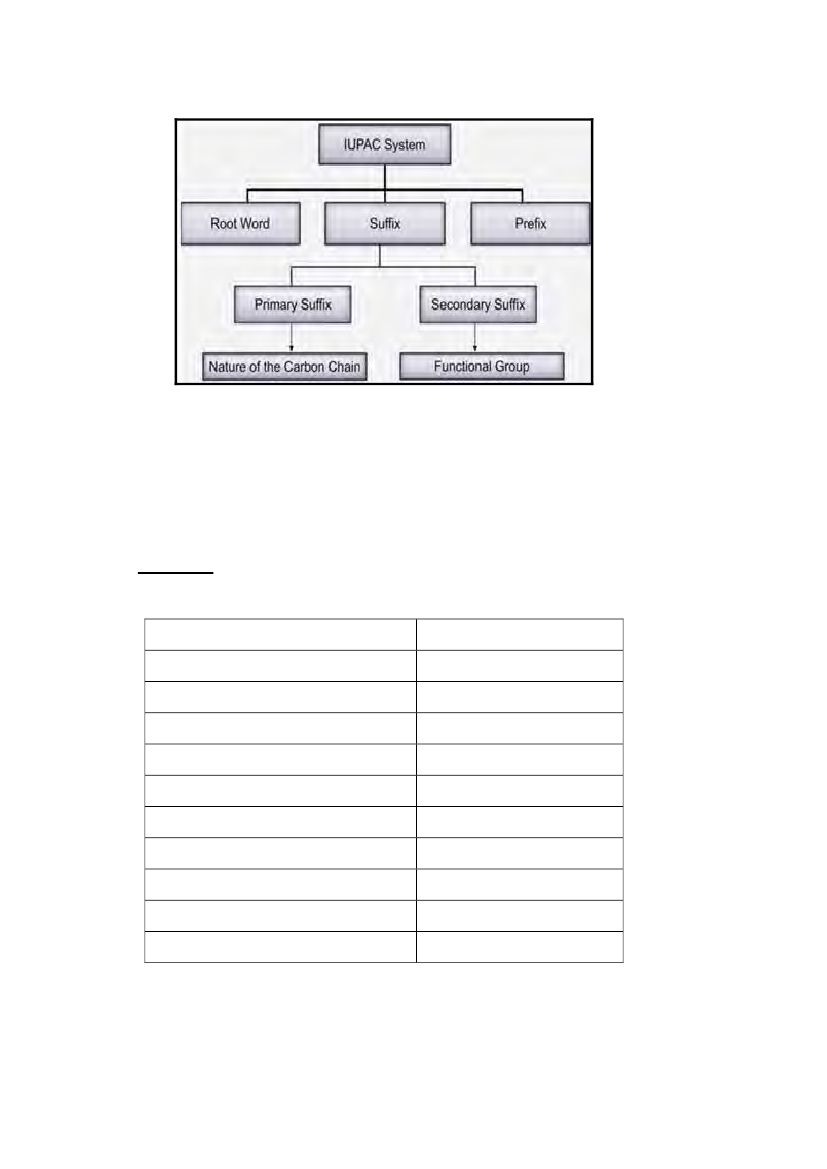 IUPAC System
Root Word Suffix Prefix
Primary Suffix Secondary Suffix
Nature of the Carbon Chain Functional Group